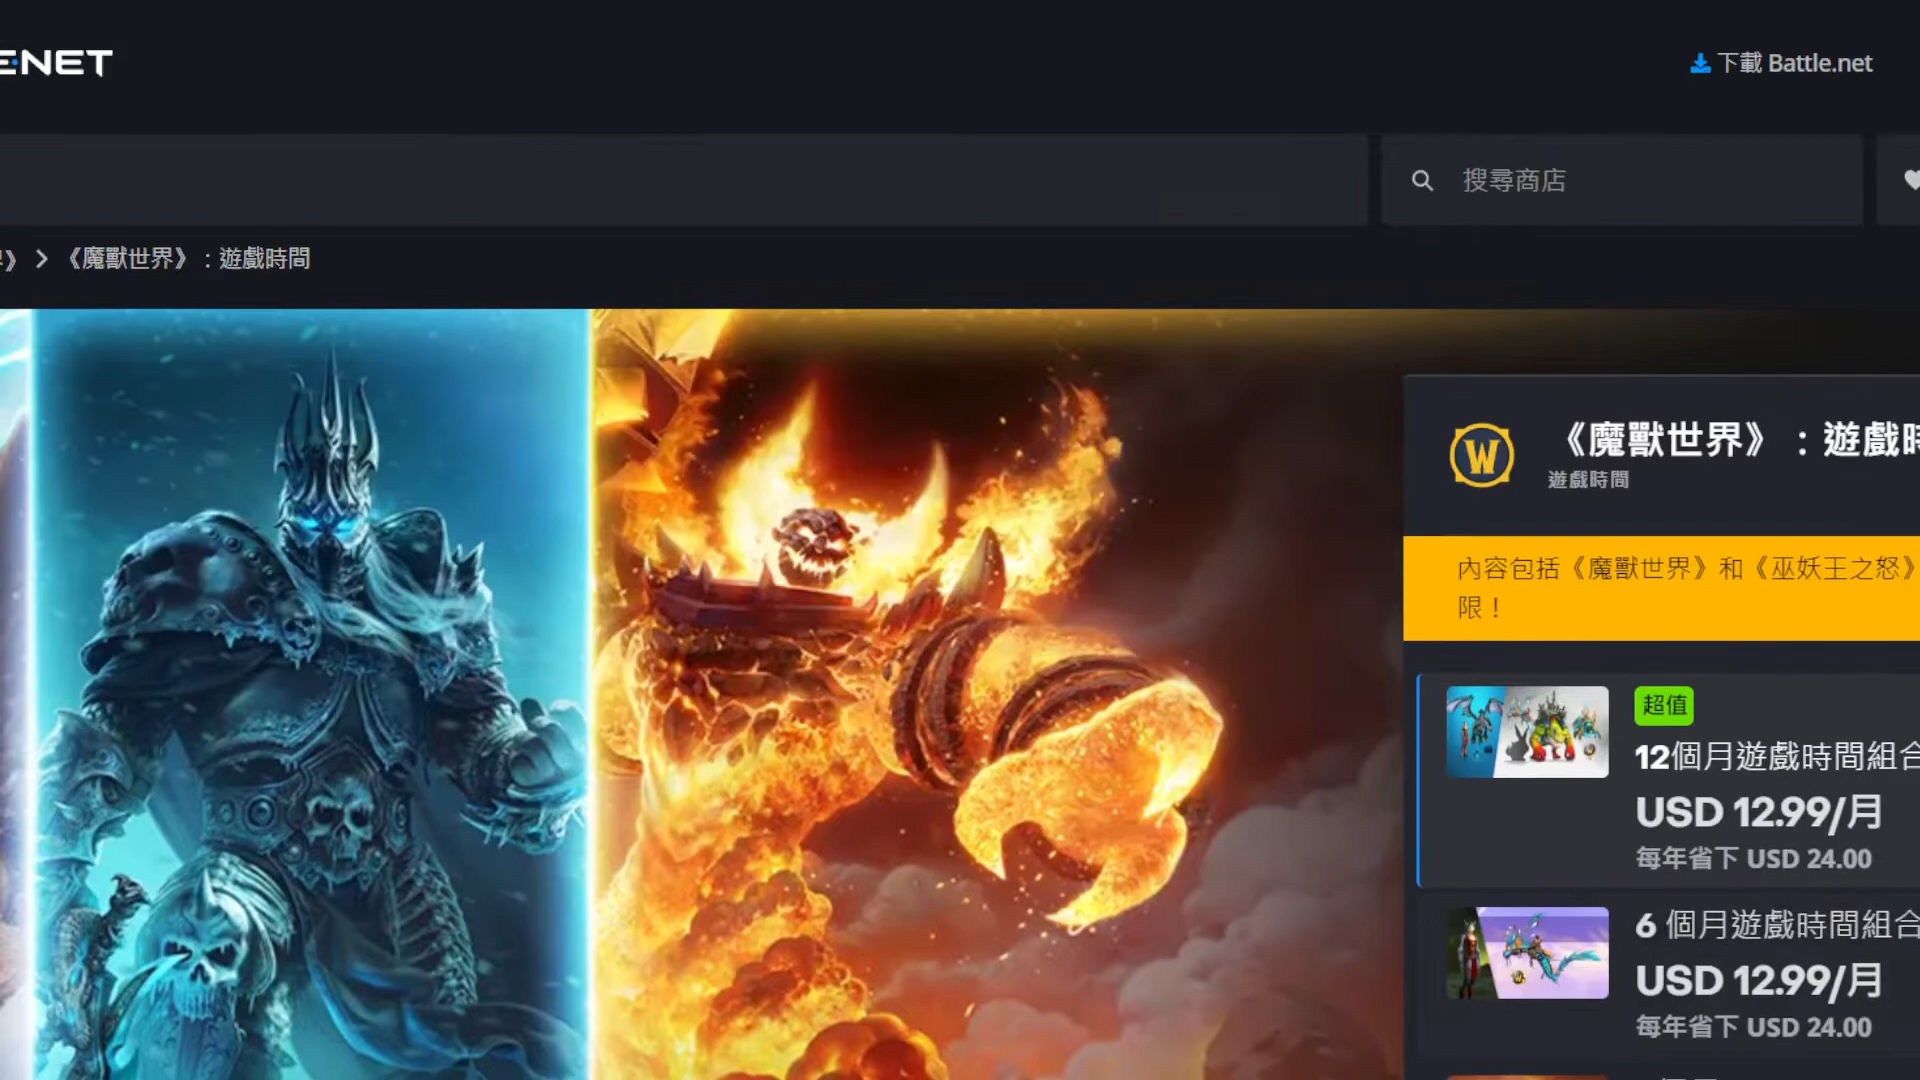 ENET
下載 Battle.net
搜尋商店
》 > 《魔獸世界》：遊戲時間
《魔獸世界》：遊戲
遊戲時間
內容包括《魔獸世界》和《巫妖王之怒》
限！
超值
12個月遊戲時間組合
USD 12.99/月
每年省下 USD 24.00
6 個月遊戲時間組合
USD 12.99/月
每年省下 USD 24.00